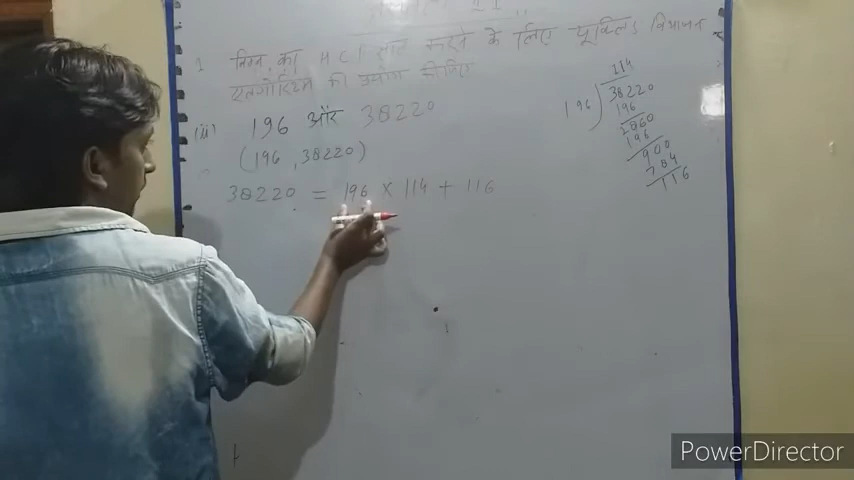 1 निम्न का HCF ज्ञात करने के लिए यूक्लिड विभाजन
एल्गोरिथ्म का उपयोग कीजिए
(iii) 196 और 38220
(196 , 38220)
38220 = 196 × 114 + 116
114
196 ) 38220
196
1860
196
900
784
116
PowerDirector